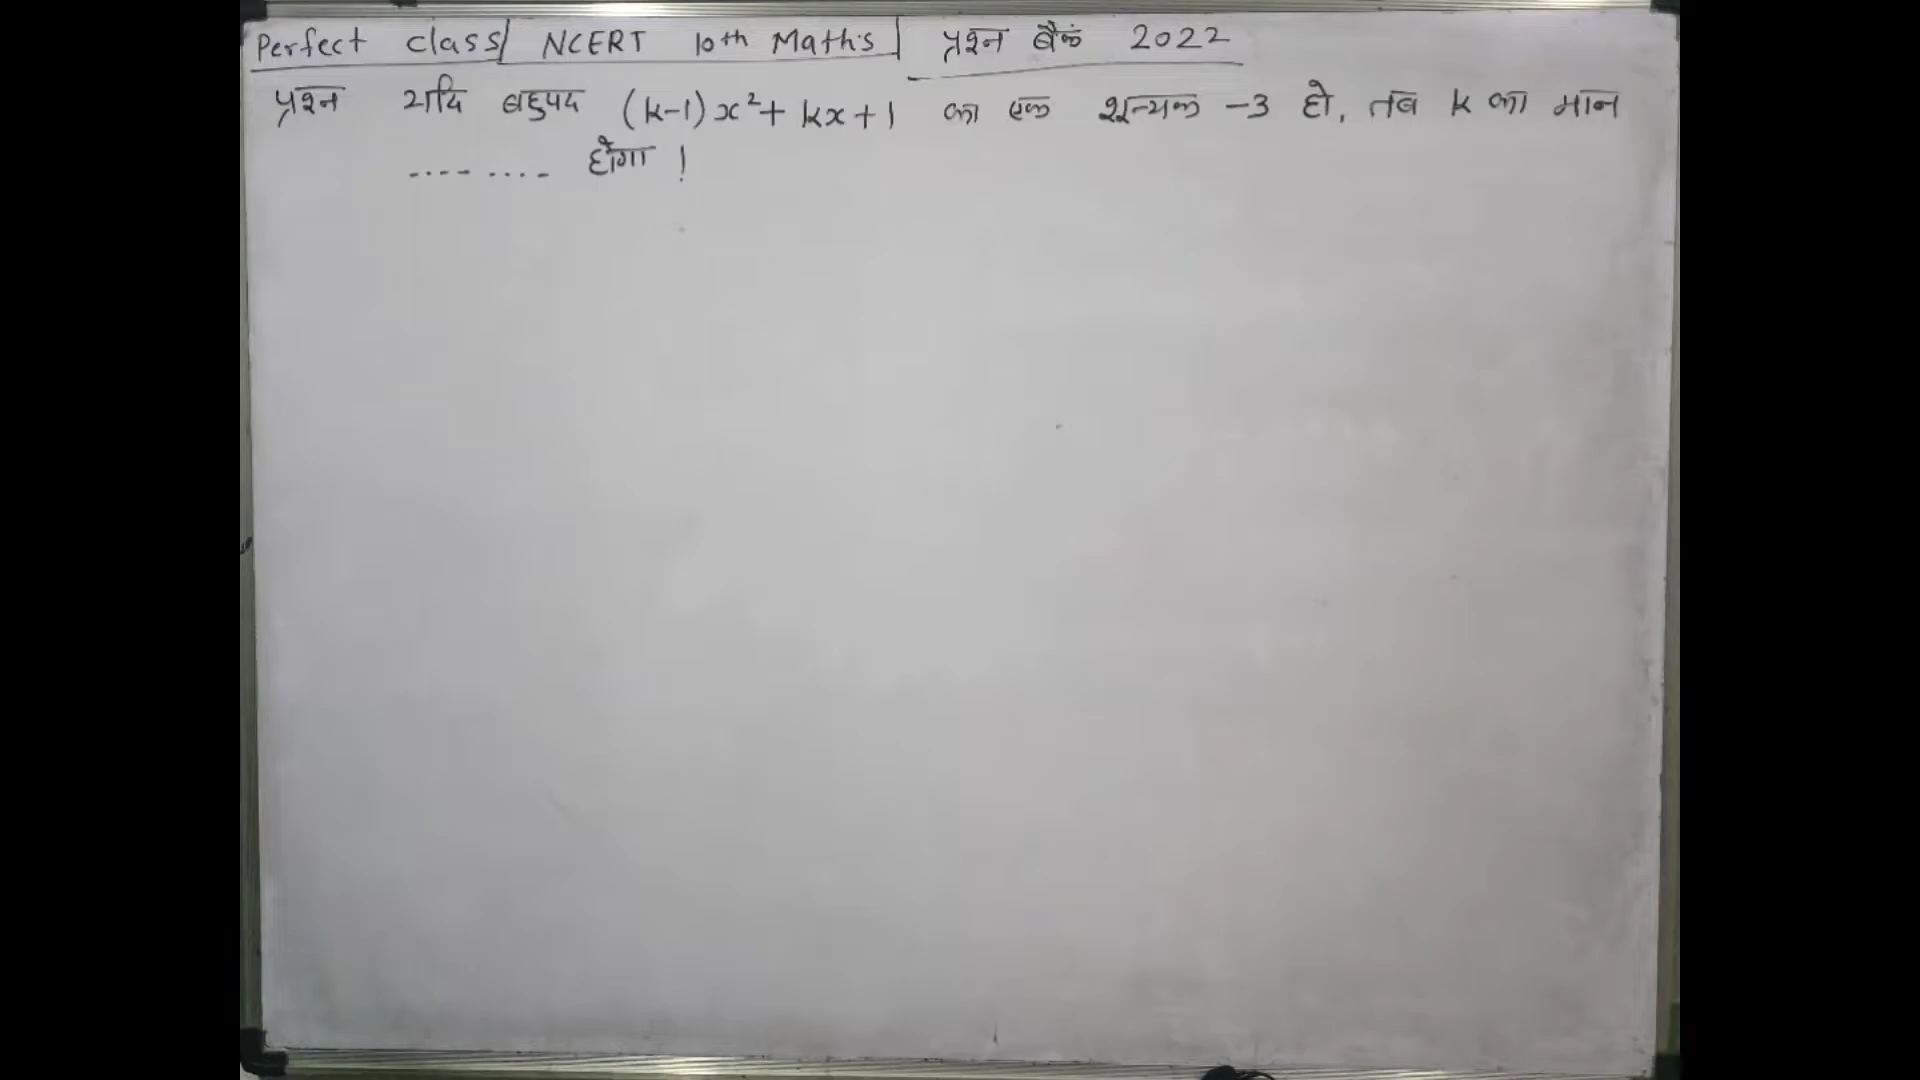 Perfect class/ NCERT 10th Maths | प्रश्न बैंक 2022
प्रश्न यदि बहुपद (k-1)x²+ kx+1 का एक शून्यक -3 हो, तब k का मान
........ होगा !